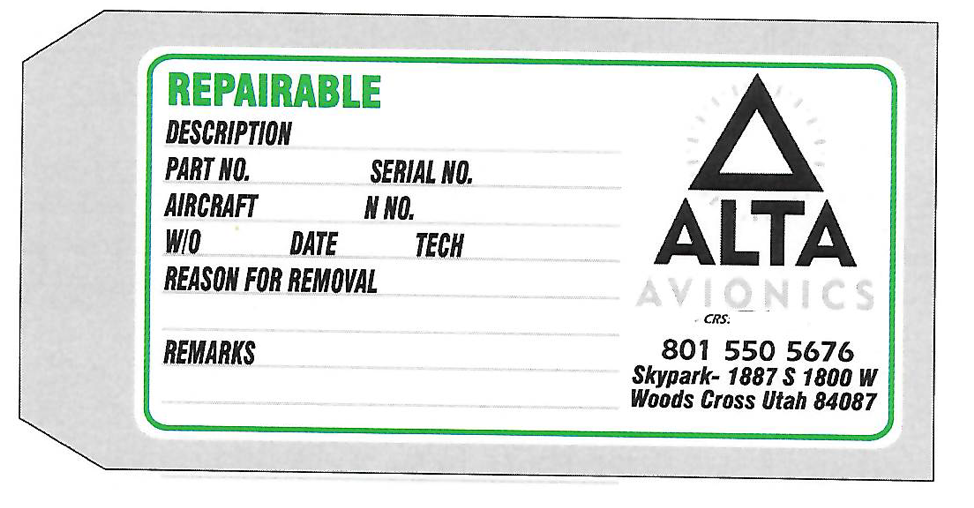 REPAIRABLE
DESCRIPTION
PART NO. SERIAL NO.
AIRCRAFT N NO.
W/O DATE TECH
REASON FOR REMOVAL
REMARKS
ALTA
AVIONICS
CRS:
801 550 5676
Skypark- 1887 S 1800 W
Woods Cross Utah 84087